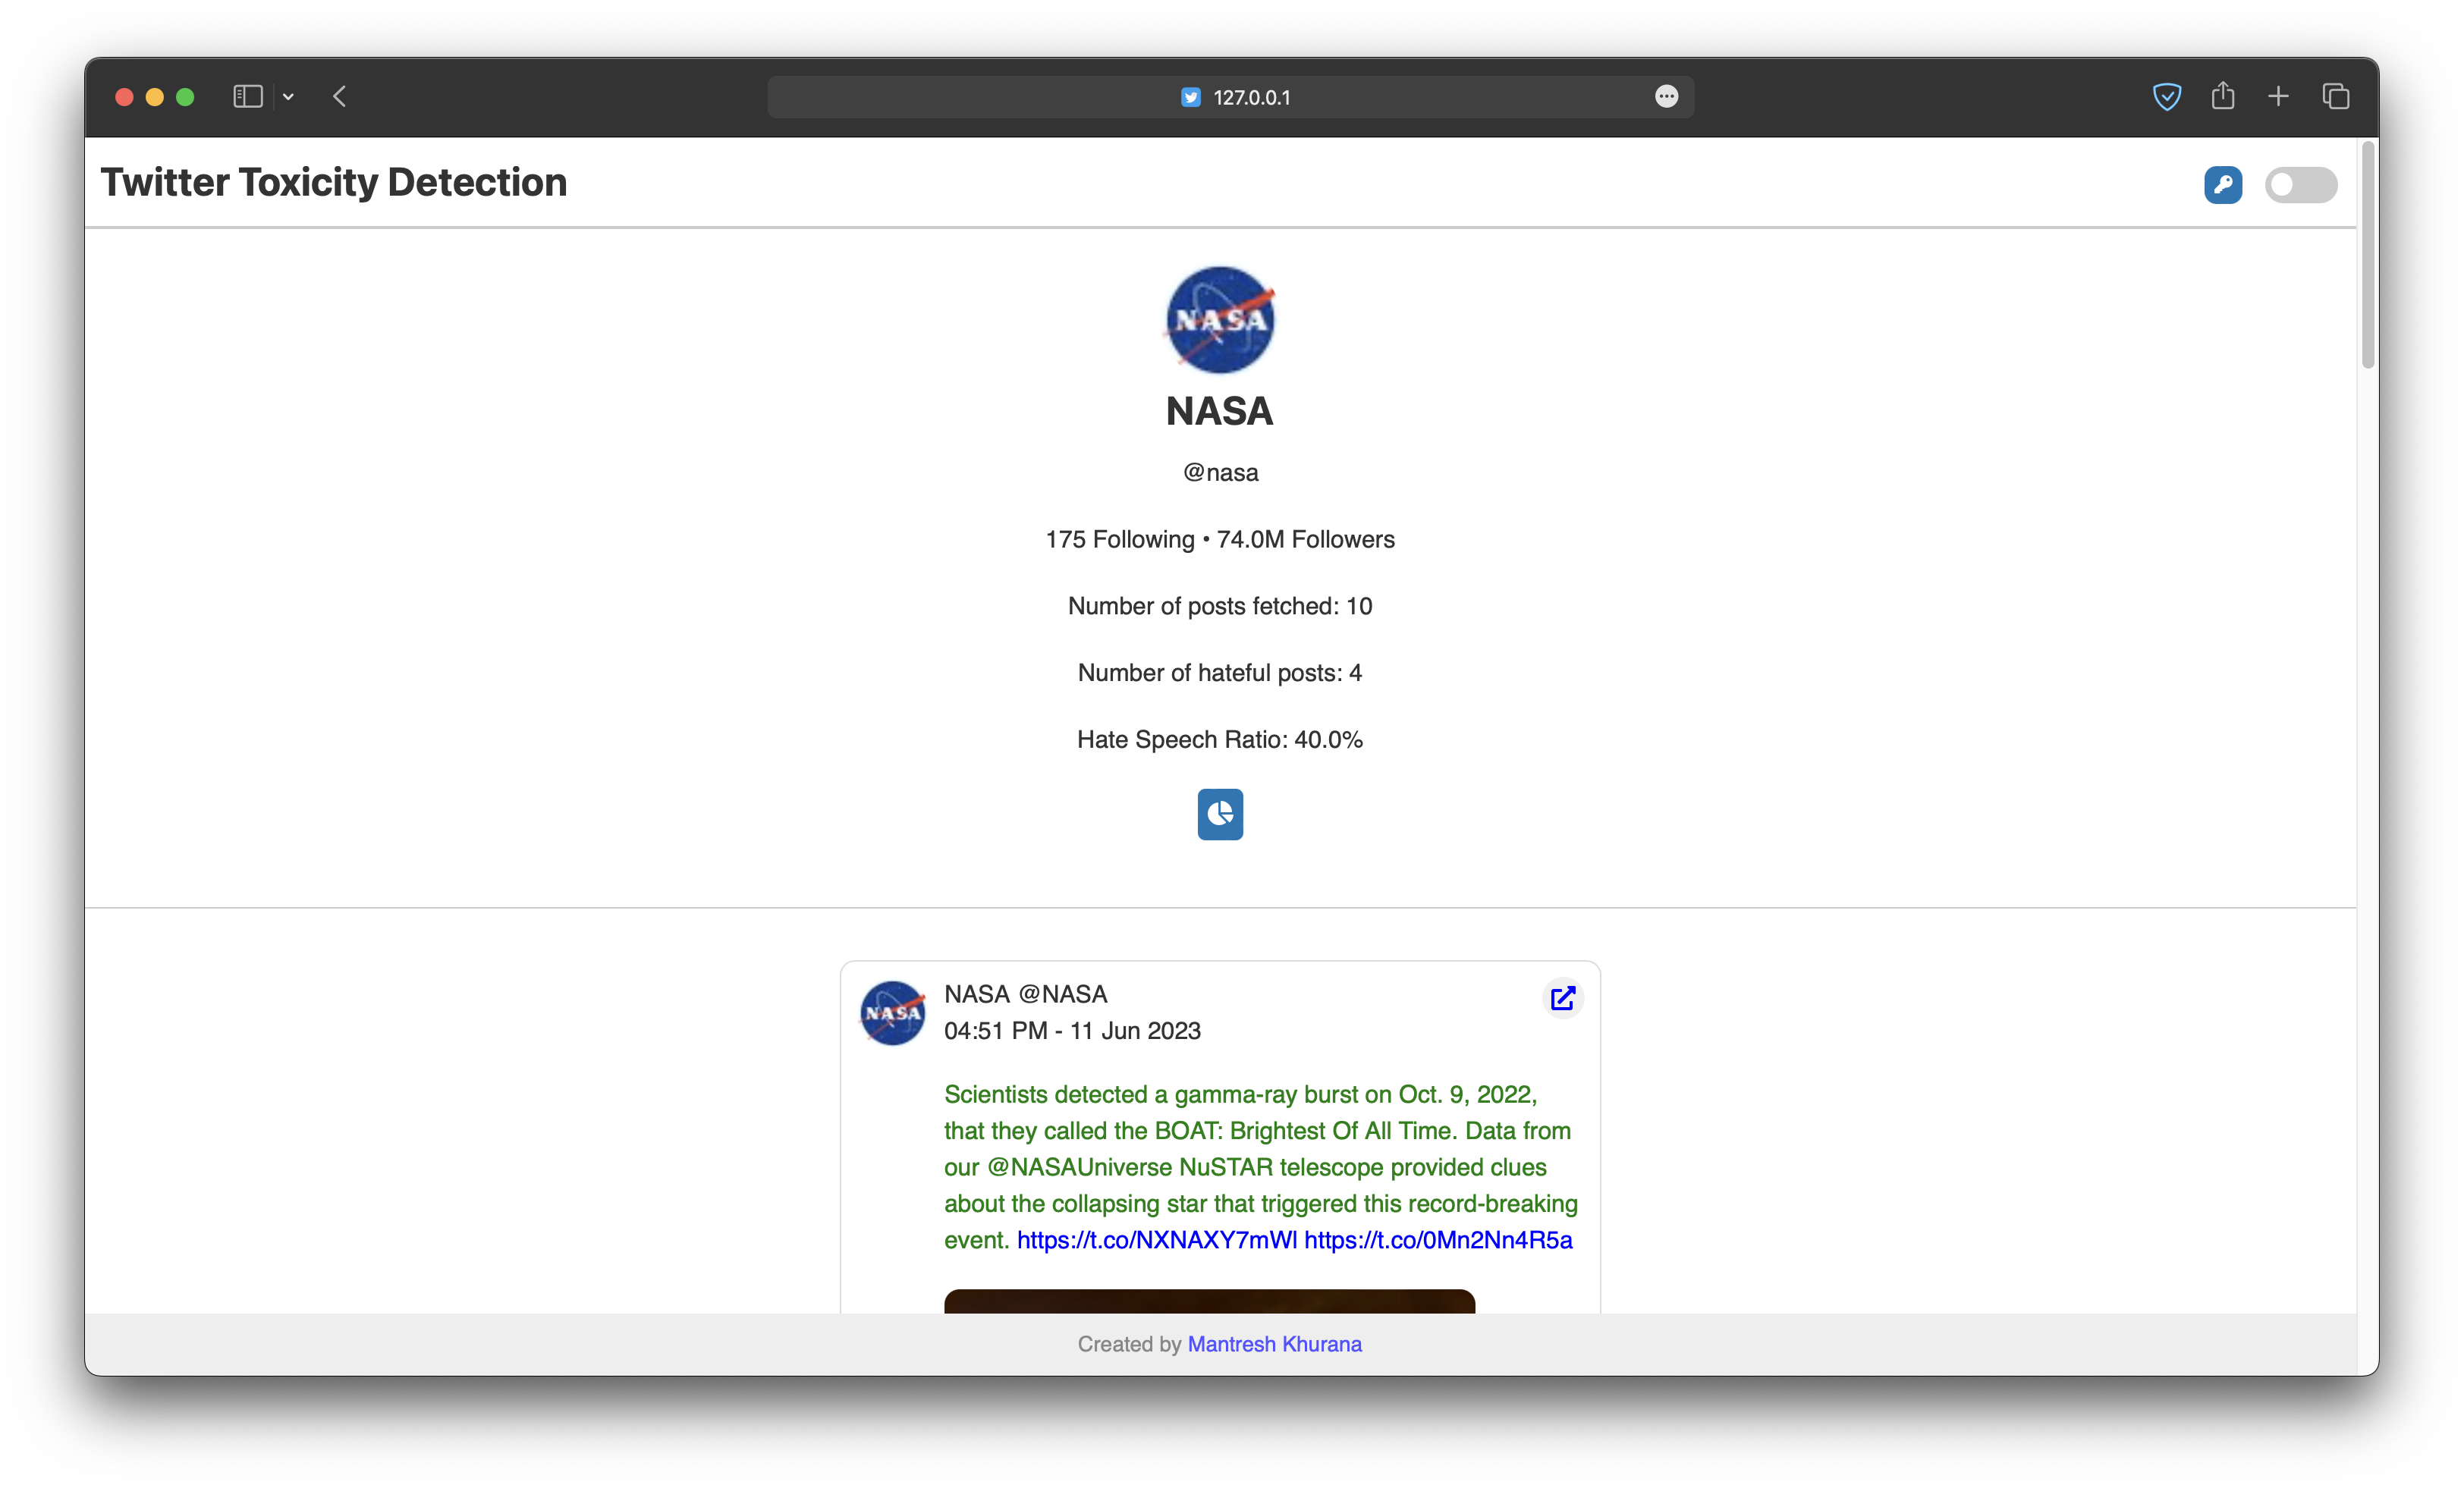 127.0.0.1
Twitter Toxicity Detection
NASA
NASA
@nasa
175 Following • 74.0M Followers
Number of posts fetched: 10
Number of hateful posts: 4
Hate Speech Ratio: 40.0%
NASA
NASA @NASA
04:51 PM - 11 Jun 2023
Scientists detected a gamma-ray burst on Oct. 9, 2022,
that they called the BOAT: Brightest Of All Time. Data from
our @NASAUniverse NuSTAR telescope provided clues
about the collapsing star that triggered this record-breaking
event. https://t.co/NXNAXY7mWl https://t.co/0Mn2Nn4R5a
Created by Mantresh Khurana